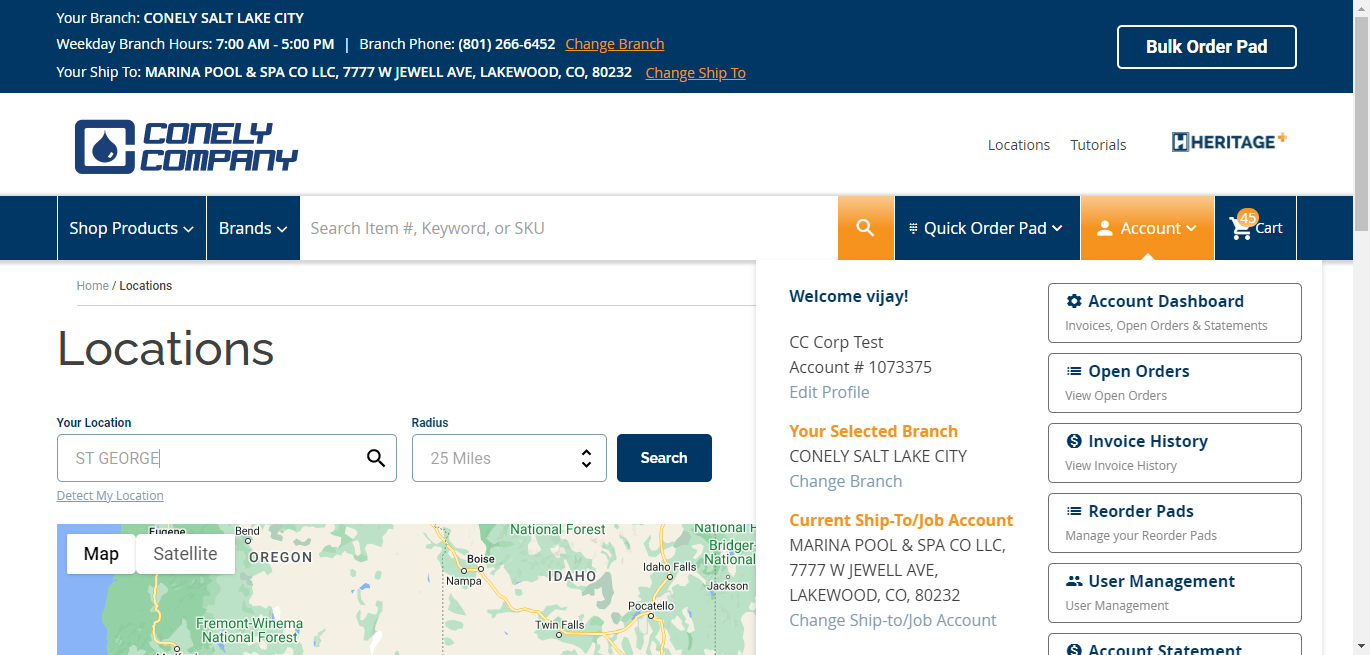 Your Branch: CONELY SALT LAKE CITY
Weekday Branch Hours: 7:00 AM - 5:00 PM | Branch Phone: (801) 266-6452 Change Branch
Your Ship To: MARINA POOL & SPA CO LLC, 7777 W JEWELL AVE, LAKEWOOD, CO, 80232 Change Ship To
Bulk Order Pad
CONELY
COMPANY
Locations
Tutorials
HERITAGE+
Shop Products
Brands
Search Item #, Keyword, or SKU
Quick Order Pad
Account
45
Cart
Home / Locations
Locations
Your Location
ST GEORGE
Detect My Location
Radius
25 Miles
Search
Map
Satellite
Eugene
Bend
OREGON
National Forest
Boise
Nampa
IDAHO
Idaho Falls
Pocatello
Twin Falls
Jackson
National F
Bridger-
National
Fremont-Winema
National Forest
Welcome vijay!
CC Corp Test
Account # 1073375
Edit Profile
Your Selected Branch
CONELY SALT LAKE CITY
Change Branch
Current Ship-To/Job Account
MARINA POOL & SPA CO LLC,
7777 W JEWELL AVE,
LAKEWOOD, CO, 80232
Change Ship-to/Job Account
Account Dashboard
Invoices, Open Orders & Statements
Open Orders
View Open Orders
Invoice History
View Invoice History
Reorder Pads
Manage your Reorder Pads
User Management
User Management
Account Statement